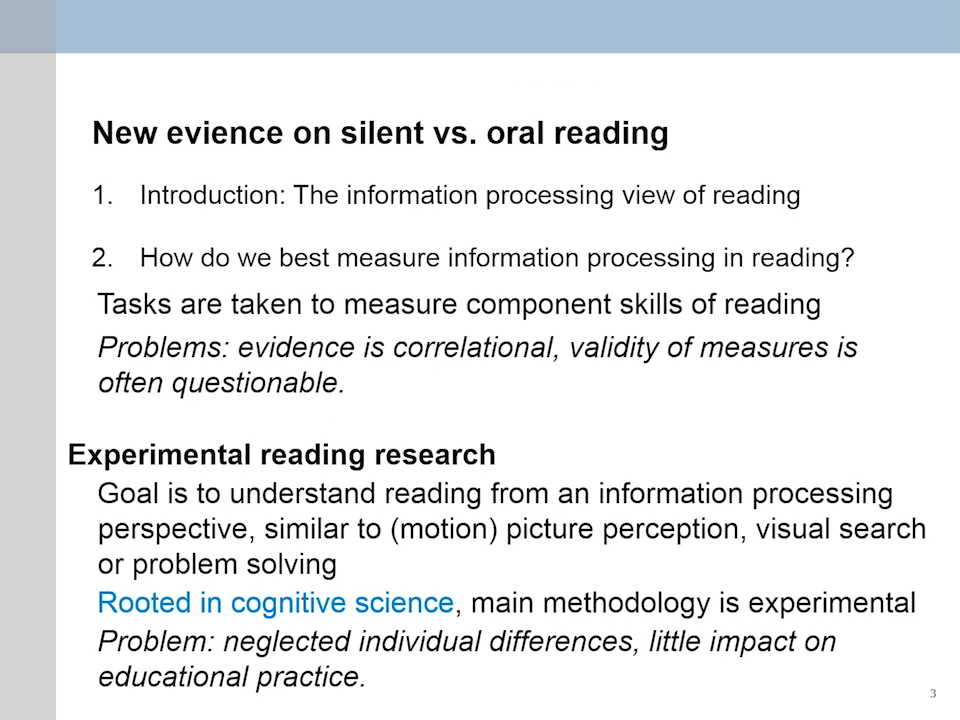 New evience on silent vs. oral reading
1. Introduction: The information processing view of reading
2. How do we best measure information processing in reading?
Tasks are taken to measure component skills of reading
Problems: evidence is correlational, validity of measures is
often questionable.
Experimental reading research
Goal is to understand reading from an information processing
perspective, similar to (motion) picture perception, visual search
or problem solving
Rooted in cognitive science, main methodology is experimental
Problem: neglected individual differences, little impact on
educational practice.
3